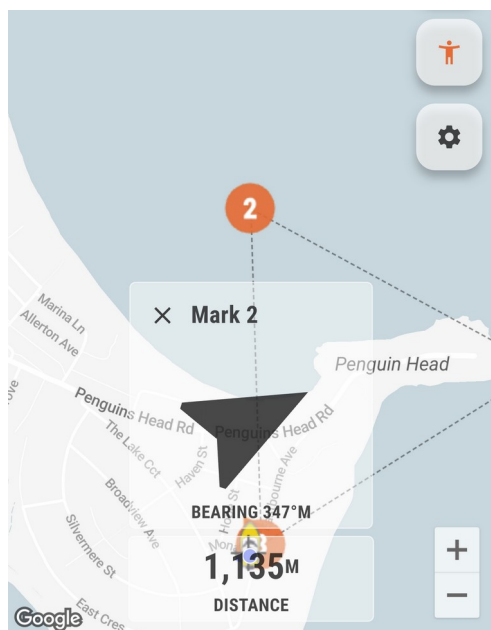 2
Marina Ln
Allerton Ave
× Mark 2
Penguin Head
Penguins Head Rd
Penguins Head Rd
The Lake Cct
Haven St
Broadview Ave
Silvermere St
BEARING 347°M
1,135M
DISTANCE
East Cres
Google
+
−